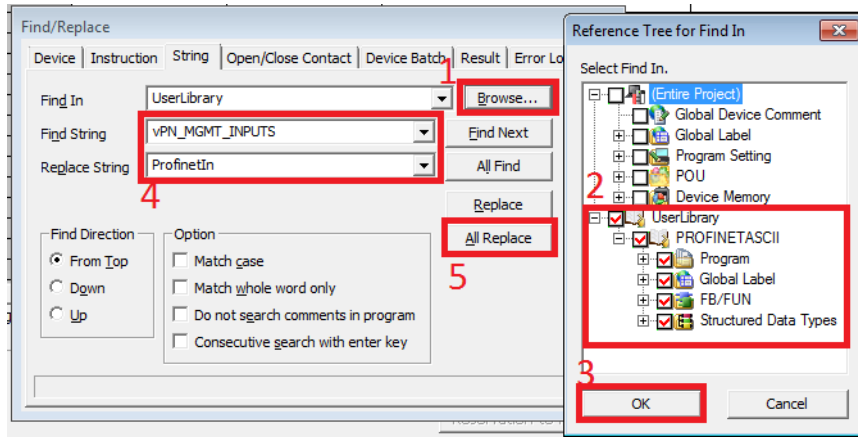 Find/Replace
Device Instruction String Open/Close Contact Device Batch Result Error Lo
1
Find In UserLibrary Browse...
Find String vPN_MGMT_INPUTS Find Next
Replace String ProfinetIn All Find
4
Replace
All Replace
5
Find Direction
From Top
Down
Up
Option
Match case
Match whole word only
Do not search comments in program
Consecutive search with enter key
Reference Tree for Find In
Select Find In.
(Entire Project)
Global Device Comment
Global Label
Program Setting
POU
2
Device Memory
UserLibrary
PROFINETASCII
Program
Global Label
FB/FUN
Structured Data Types
3
OK Cancel